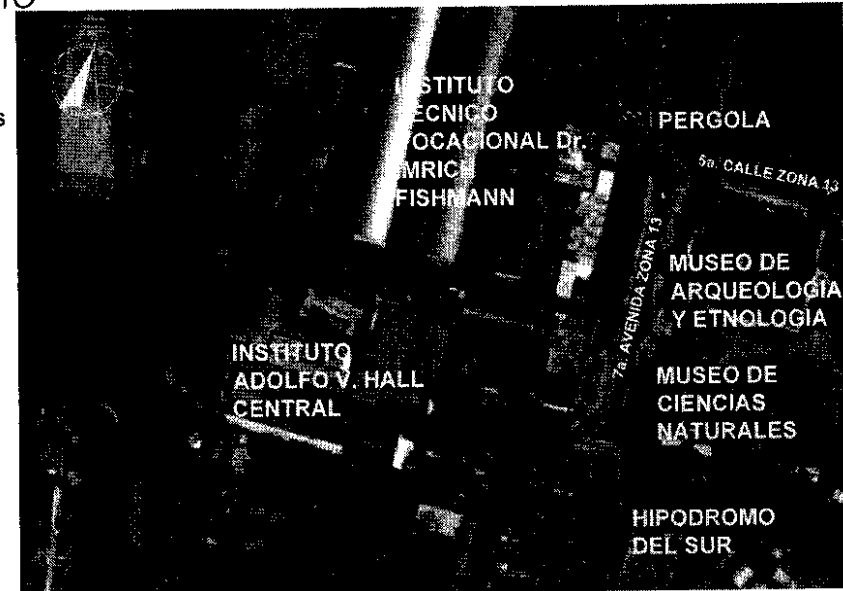 INSTITUTO
TECNICO
VOCACIONAL Dr.
IMRICH
FISHMANN
PERGOLA
5a. CALLE ZONA 13
7a. AVENIDA ZONA 13
MUSEO DE
ARQUEOLOGIA
Y ETNOLOGIA
INSTITUTO
ADOLFO V. HALL
CENTRAL
MUSEO DE
CIENCIAS
NATURALES
HIPODROMO
DEL SUR